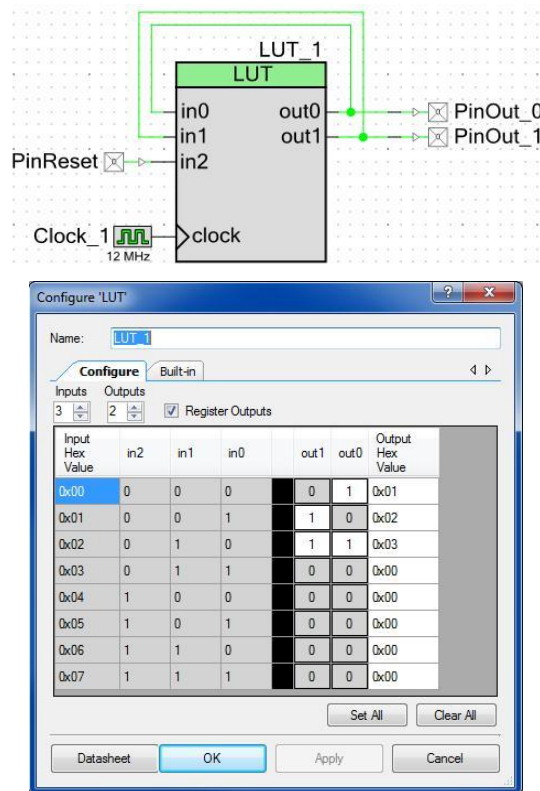 LUT_1
LUT
in0 out0 PinOut_0
in1 out1 PinOut_1
PinReset in2
Clock_1 clock
12 MHz
Configure 'LUT'
Name: LUT_1
Configure Built-in
Inputs Outputs
3 2 Register Outputs
Input Hex Value in2 in1 in0 out1 out0 Output Hex Value
0x00 0 0 0 0 1 0x01
0x01 0 0 1 1 0 0x02
0x02 0 1 0 1 1 0x03
0x03 0 1 1 0 0 0x00
0x04 1 0 0 0 0 0x00
0x05 1 0 1 0 0 0x00
0x06 1 1 0 0 0 0x00
0x07 1 1 1 0 0 0x00
Set All Clear All
Datasheet OK Apply Cancel